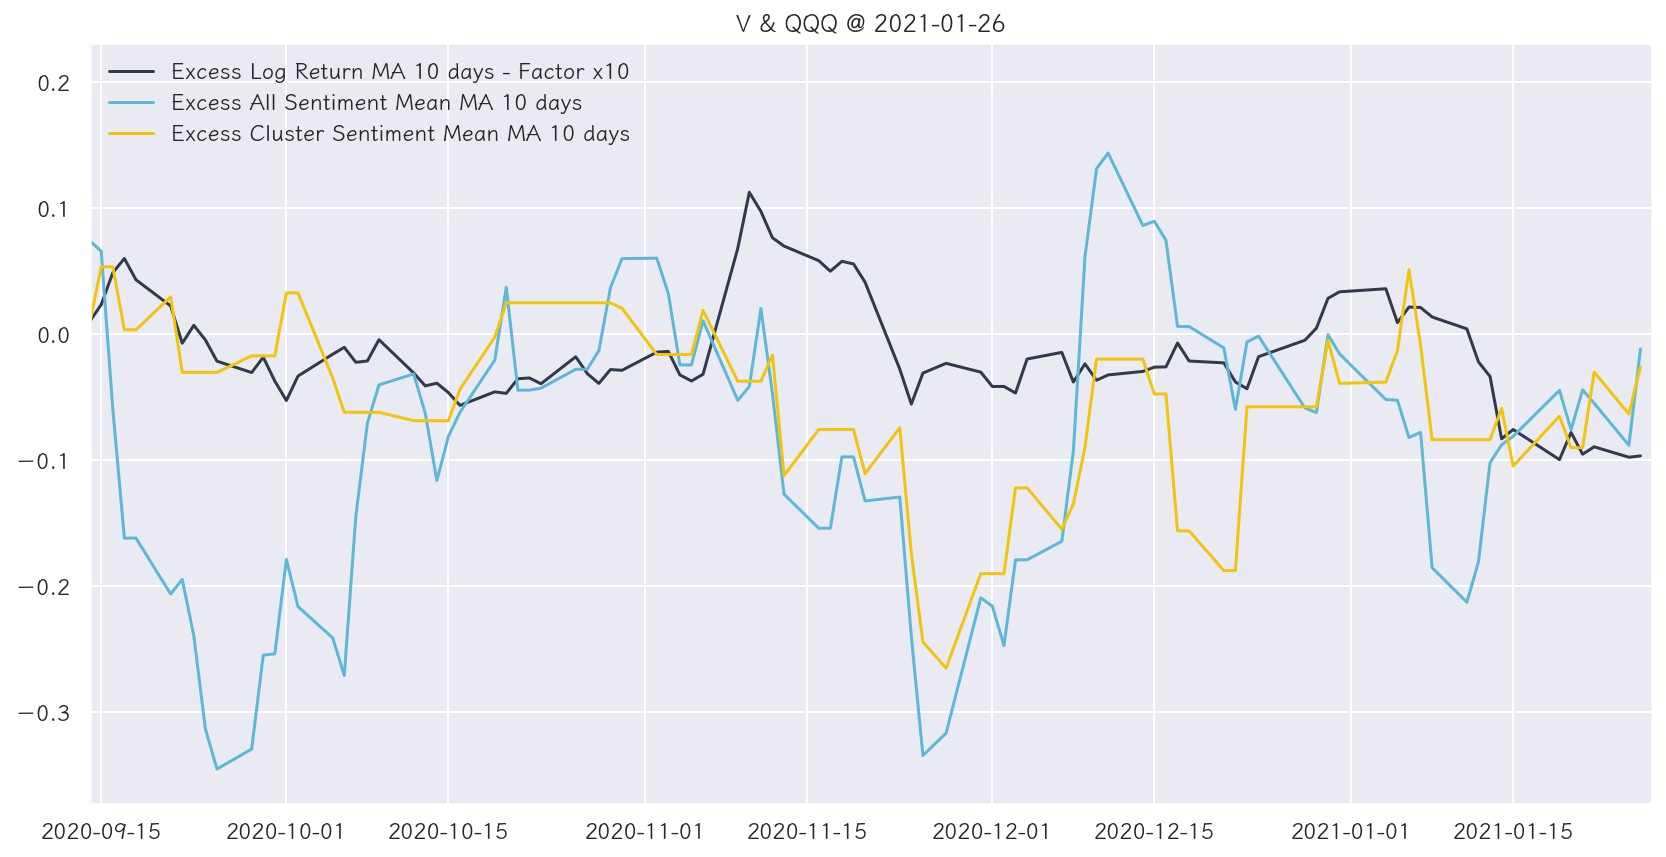 V & QQQ @ 2021-01-26
Excess Log Return MA 10 days - Factor x10
Excess All Sentiment Mean MA 10 days
Excess Cluster Sentiment Mean MA 10 days
0.2
0.1
0.0
−0.1
−0.2
−0.3
2020-09-15 2020-10-01 2020-10-15 2020-11-01 2020-11-15 2020-12-01 2020-12-15 2021-01-01 2021-01-15